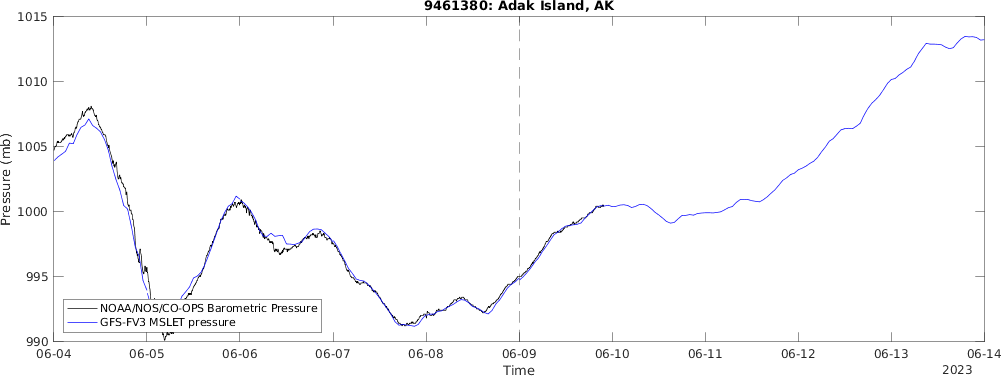 9461380: Adak Island, AK
Pressure (mb)
1015
1010
1005
1000
995
990
NOAA/NOS/CO-OPS Barometric Pressure
GFS-FV3 MSLET pressure
06-04 06-05 06-06 06-07 06-08 06-09 06-10 06-11 06-12 06-13 06-14
Time
2023